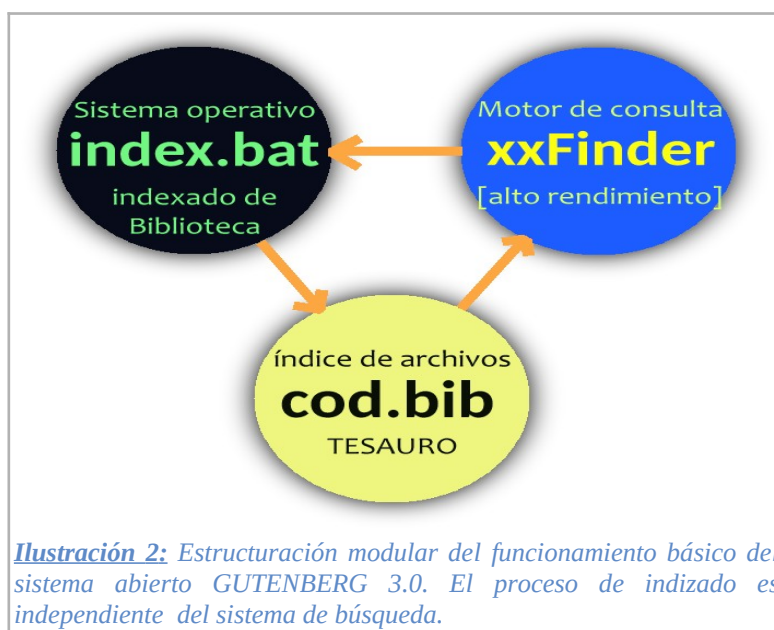 Sistema operativo
index.bat
indexado de
Biblioteca
Motor de consulta
xxFinder
[alto rendimiento]
índice de archivos
cod.bib
TESAURO
Ilustración 2: Estructuración modular del funcionamiento básico del
sistema abierto GUTENBERG 3.0. El proceso de indizado es
independiente del sistema de búsqueda.